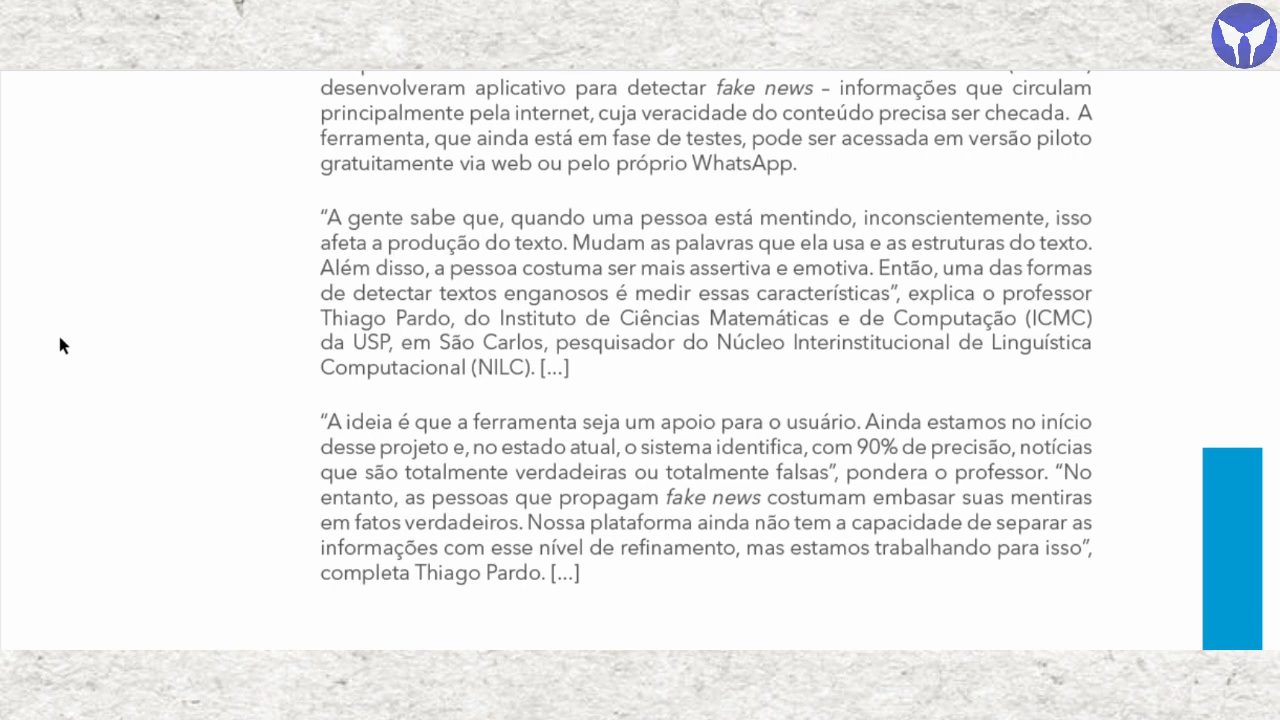 desenvolveram aplicativo para detectar fake news – informações que circulam
principalmente pela internet, cuja veracidade do conteúdo precisa ser checada. A
ferramenta, que ainda está em fase de testes, pode ser acessada em versão piloto
gratuitamente via web ou pelo próprio WhatsApp.
“A gente sabe que, quando uma pessoa está mentindo, inconscientemente, isso
afeta a produção do texto. Mudam as palavras que ela usa e as estruturas do texto.
Além disso, a pessoa costuma ser mais assertiva e emotiva. Então, uma das formas
de detectar textos enganosos é medir essas características”, explica o professor
Thiago Pardo, do Instituto de Ciências Matemáticas e de Computação (ICMC)
da USP, em São Carlos, pesquisador do Núcleo Interinstitucional de Linguística
Computacional (NILC). [...]
“A ideia é que a ferramenta seja um apoio para o usuário. Ainda estamos no início
desse projeto e, no estado atual, o sistema identifica, com 90% de precisão, notícias
que são totalmente verdadeiras ou totalmente falsas”, pondera o professor. “No
entanto, as pessoas que propagam fake news costumam embasar suas mentiras
em fatos verdadeiros. Nossa plataforma ainda não tem a capacidade de separar as
informações com esse nível de refinamento, mas estamos trabalhando para isso”,
completa Thiago Pardo. [...]